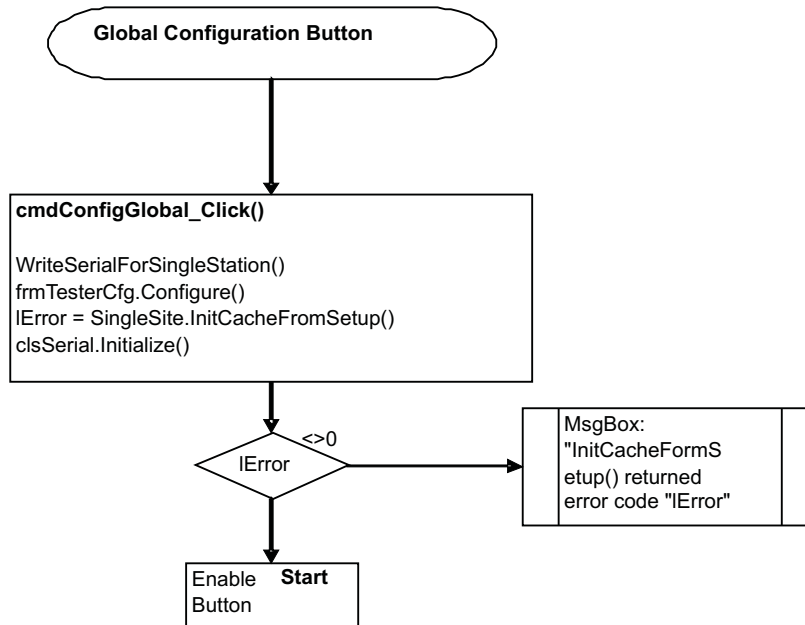 Global Configuration Button
cmdConfigGlobal_Click()
WriteSerialForSingleStation()
frmTesterCfg.Configure()
lError = SingleSite.InitCacheFromSetup()
clsSerial.Initialize()
<>0
lError
MsgBox:
"InitCacheFormS
etup() returned
error code "lError"
Enable Start
Button